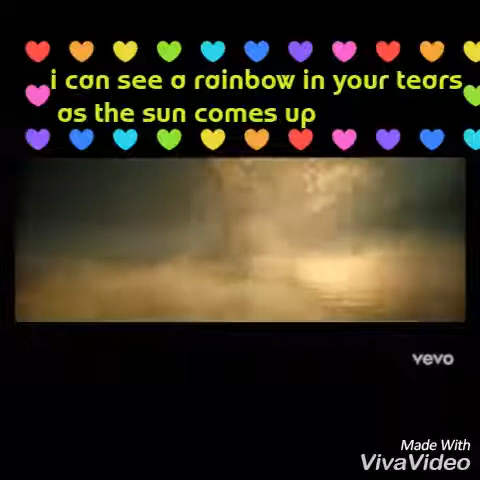 i can see a rainbow in your tears
as the sun comes up
vevo
Made With
VivaVideo